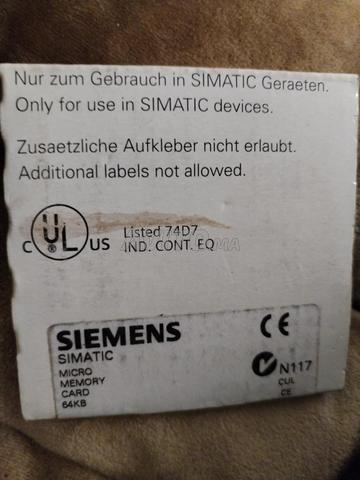 Nur zum Gebrauch in SIMATIC Geraeten.
Only for use in SIMATIC devices.
Zusaetzliche Aufkleber nicht erlaubt.
Additional labels not allowed.
C UL US Listed 74D7
® IND. CONT. EQ
SIEMENS CE
SIMATIC
MICRO N117
MEMORY CUL
CARD CE
64KB